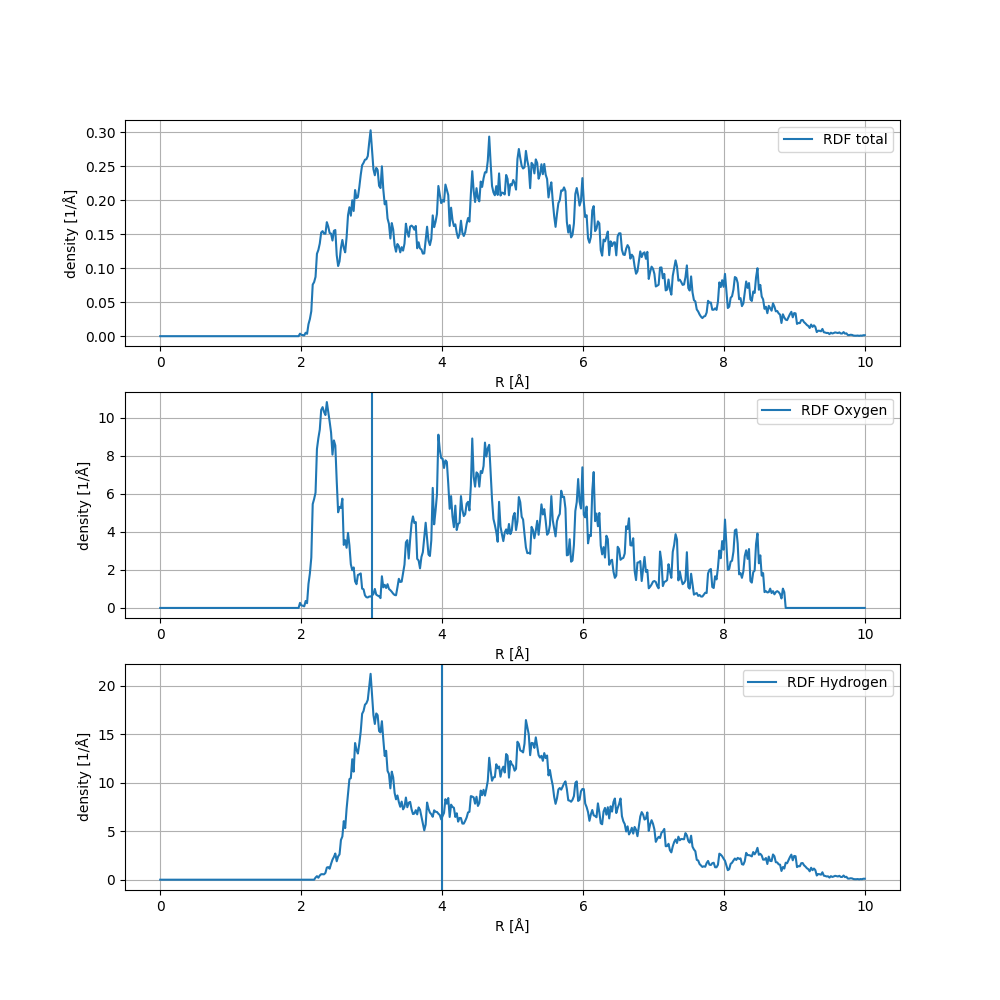 RDF total
density [1/Å]
0.30
0.25
0.20
0.15
0.10
0.05
0.00
0 2 4 6 8 10
R [Å]
RDF Oxygen
density [1/Å]
10
8
6
4
2
0
0 2 4 6 8 10
R [Å]
RDF Hydrogen
density [1/Å]
20
15
10
5
0
0 2 4 6 8 10
R [Å]